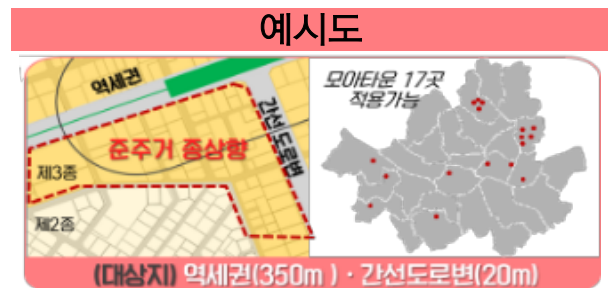 예시도
역세권
간선 도로변
준주거 종상향
제3종
제2종
모아타운 17곳
적용가능
(대상지) 역세권(350m)·간선도로변(20m)